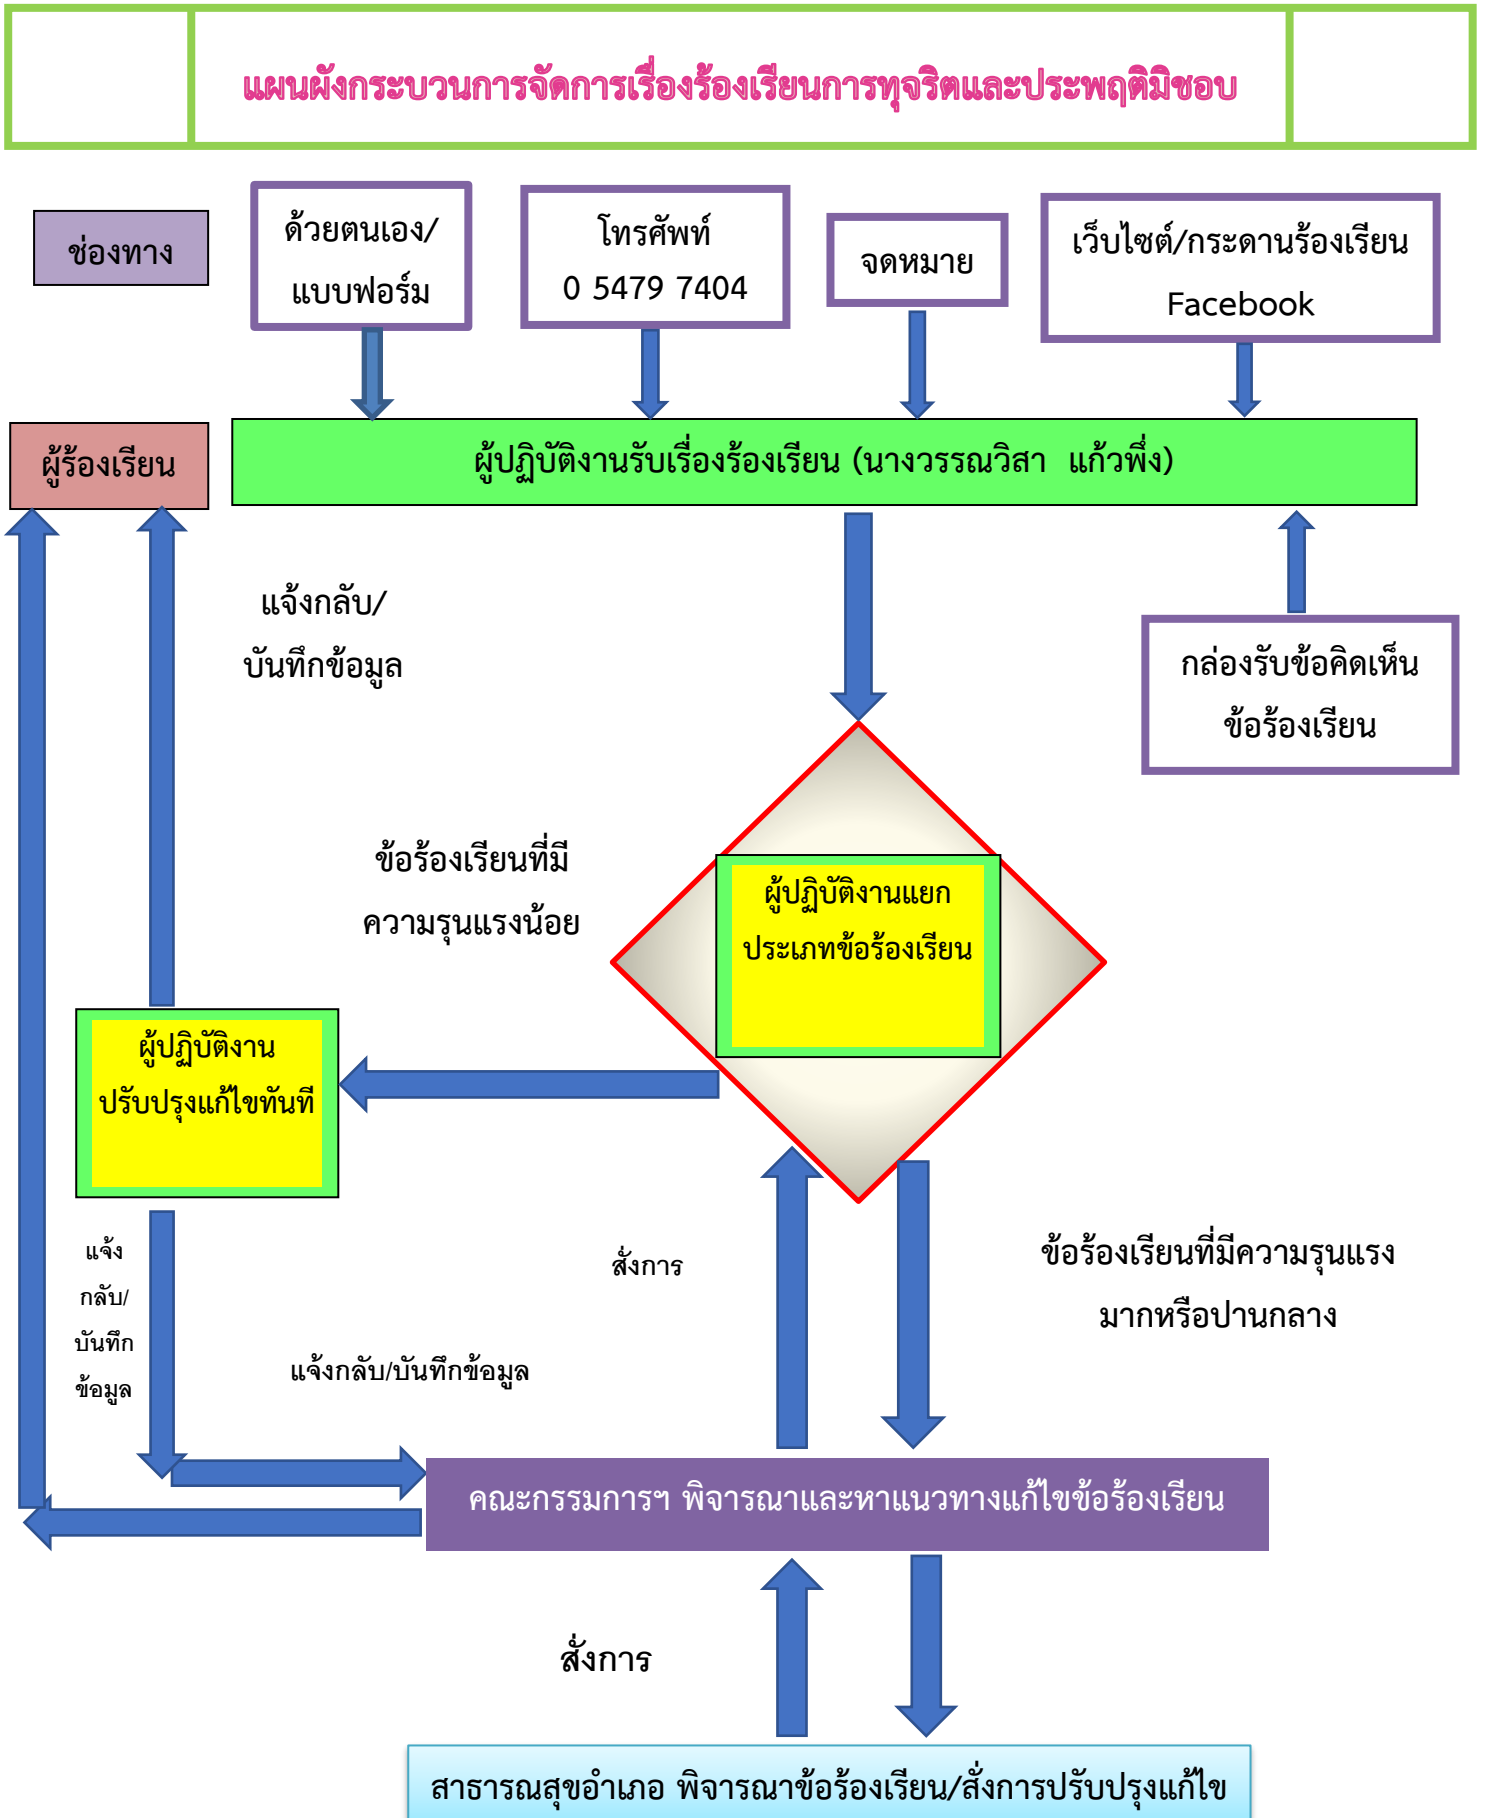 แผนผังกระบวนการจัดการเรื่องร้องเรียนการทุจริตและประพฤติมิชอบ
ช่องทาง
ด้วยตนเอง/
แบบฟอร์ม
โทรศัพท์
0 5479 7404
จดหมาย
เว็บไซต์/กระดานร้องเรียน
Facebook
ผู้ร้องเรียน
ผู้ปฏิบัติงานรับเรื่องร้องเรียน (นางวรรณวิสา แก้วพึ่ง)
แจ้งกลับ/
บันทึกข้อมูล
กล่องรับข้อคิดเห็น
ข้อร้องเรียน
ข้อร้องเรียนที่มี
ความรุนแรงน้อย
ผู้ปฏิบัติงานแยก
ประเภทข้อร้องเรียน
ผู้ปฏิบัติงาน
ปรับปรุงแก้ไขทันที
แจ้ง
กลับ/
บันทึก
ข้อมูล
สั่งการ
ข้อร้องเรียนที่มีความรุนแรง
มากหรือปานกลาง
แจ้งกลับ/บันทึกข้อมูล
คณะกรรมการฯ พิจารณาและหาแนวทางแก้ไขข้อร้องเรียน
สั่งการ
สาธารณสุขอำเภอ พิจารณาข้อร้องเรียน/สั่งการปรับปรุงแก้ไข